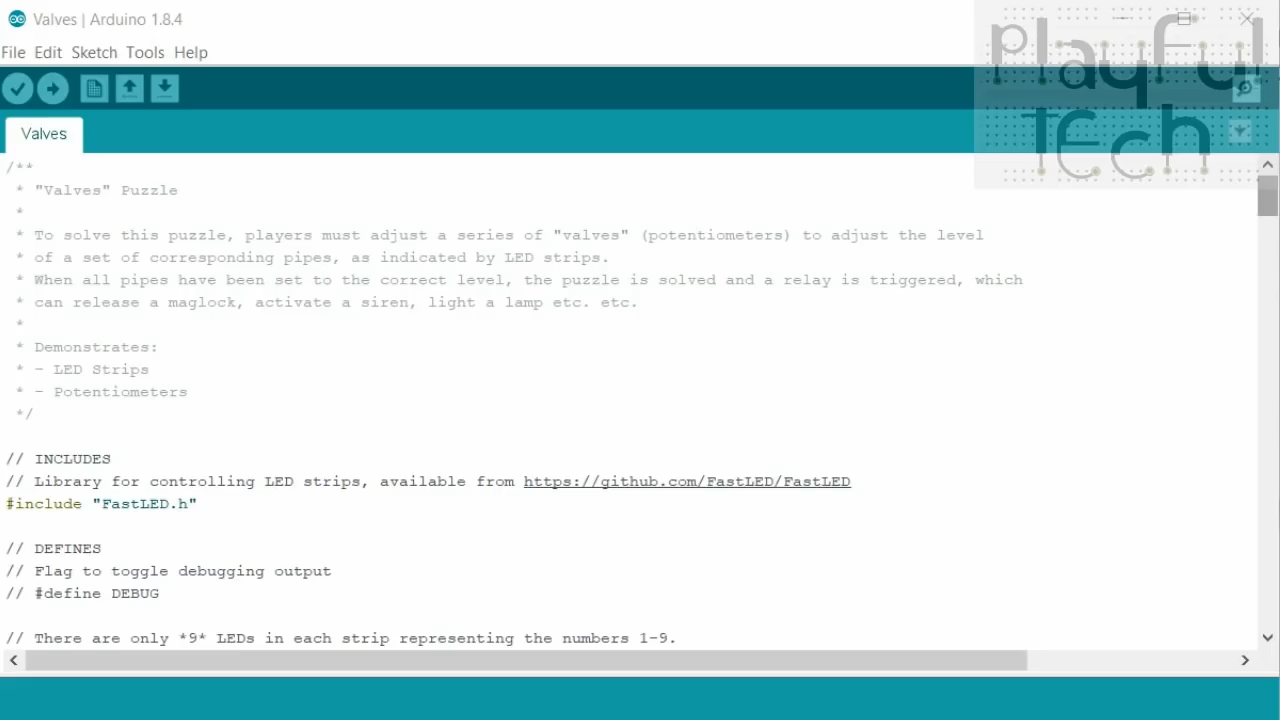 Valves | Arduino 1.8.4
File Edit Sketch Tools Help
playful
tech
Valves
/**
* "Valves" Puzzle
*
* To solve this puzzle, players must adjust a series of "valves" (potentiometers) to adjust the level
* of a set of corresponding pipes, as indicated by LED strips.
* When all pipes have been set to the correct level, the puzzle is solved and a relay is triggered, which
* can release a maglock, activate a siren, light a lamp etc. etc.
*
* Demonstrates:
* - LED Strips
* - Potentiometers
*/
// INCLUDES
// Library for controlling LED strips, available from https://github.com/FastLED/FastLED
#include "FastLED.h"
// DEFINES
// Flag to toggle debugging output
// #define DEBUG
// There are only *9* LEDs in each strip representing the numbers 1-9.